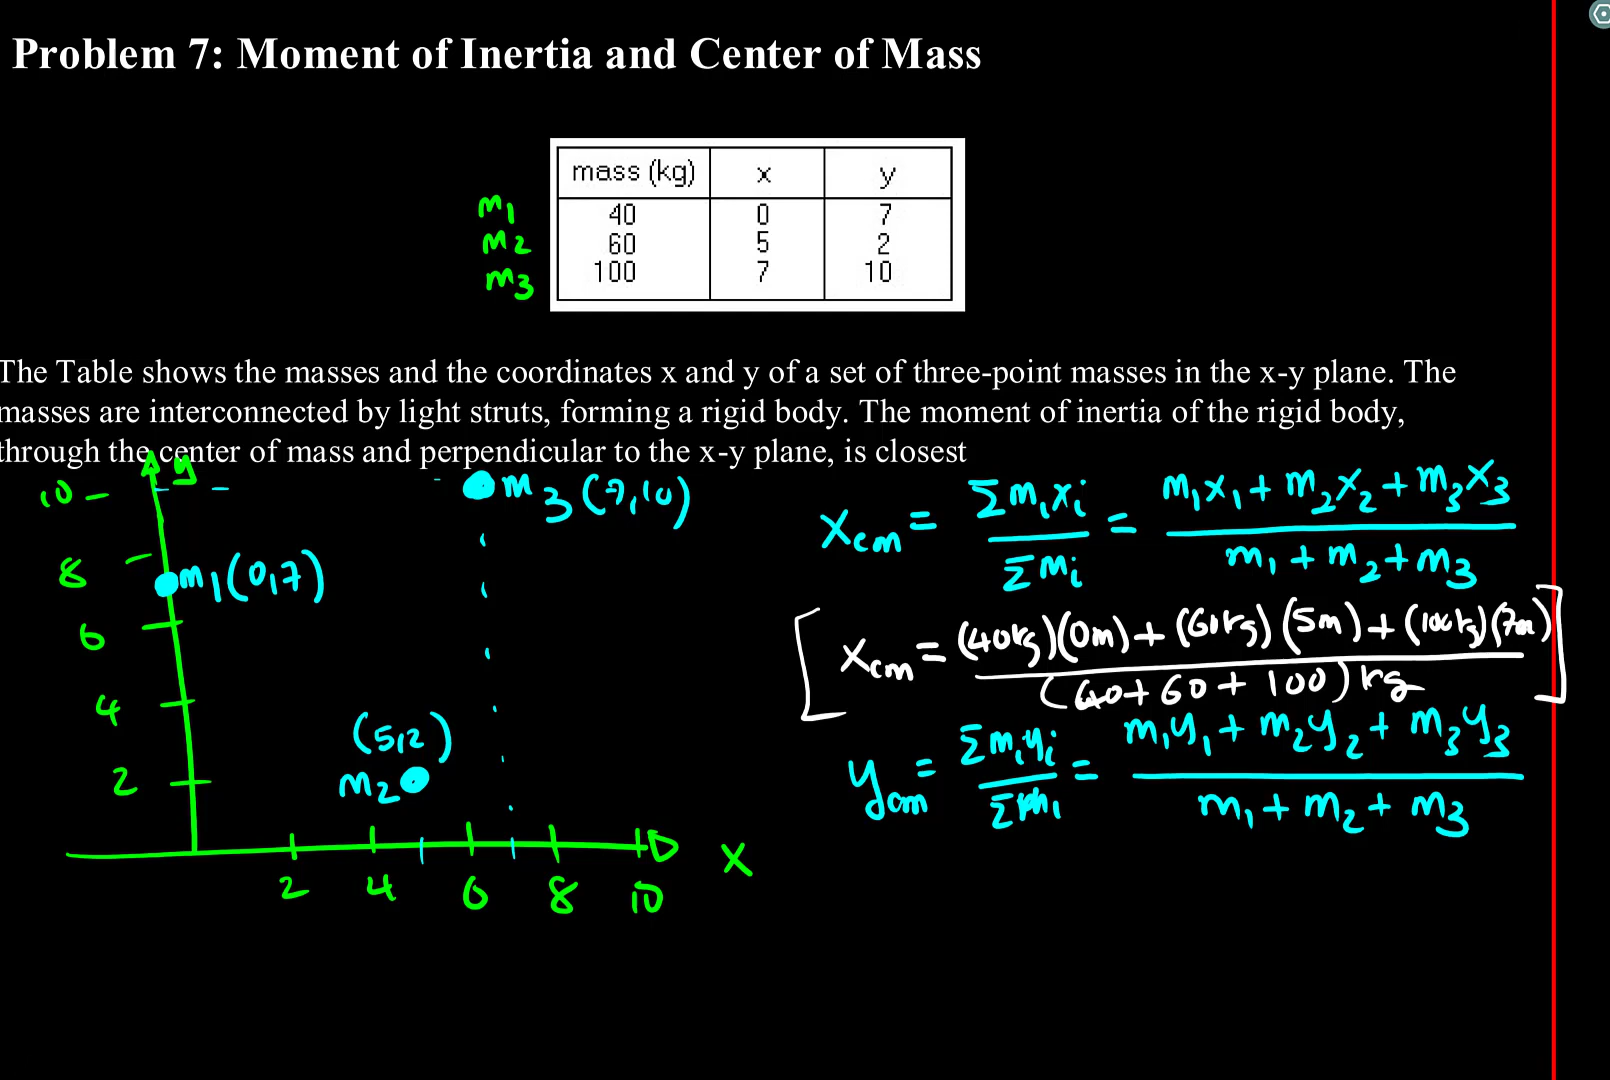 Problem 7: Moment of Inertia and Center of Mass
mass (kg) x y
m1 40 0 7
m2 60 5 2
m3 100 7 10
The Table shows the masses and the coordinates x and y of a set of three-point masses in the x-y plane. The
masses are interconnected by light struts, forming a rigid body. The moment of inertia of the rigid body,
through the center of mass and perpendicular to the x-y plane, is closest
y
10
m3 (7,10)
8
m1 (0,7)
6
4
(5,2)
m2
2
2 4 6 8 10
x
xcm = Σmixi / Σmi = m1x1 + m2x2 + m3x3 / m1 + m2 + m3
[xcm = (40kg)(0m) + (60kg)(5m) + (100kg)(7m) / (40 + 60 + 100) kg]
ycm = Σmiyi / Σmi = m1y1 + m2y2 + m3y3 / m1 + m2 + m3